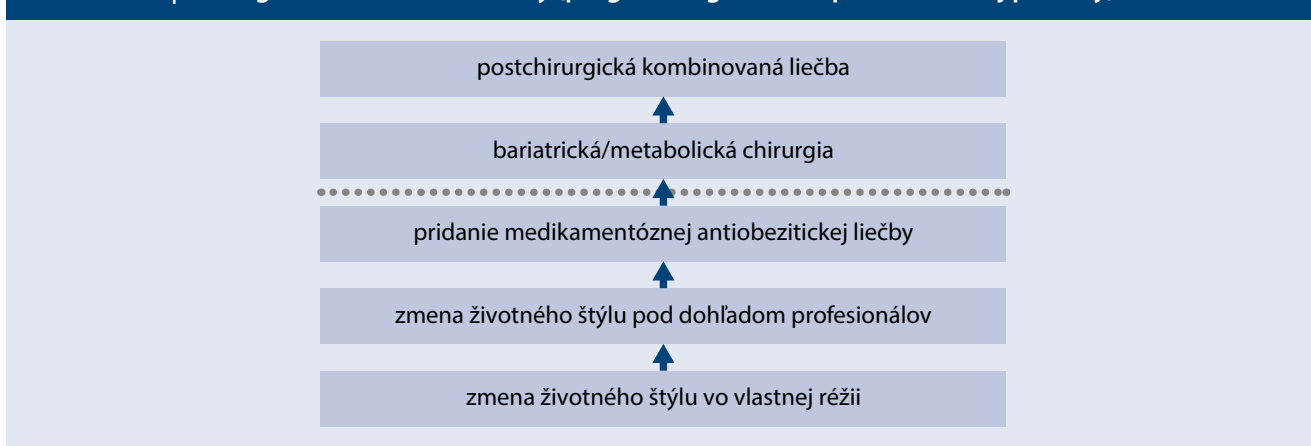 postchirurgická kombinovaná liečba
bariatrická/metabolická chirurgia
pridanie medikamentóznej antiobezitickej liečby
zmena životného štýlu pod dohľadom profesionálov
zmena životného štýlu vo vlastnej réžii